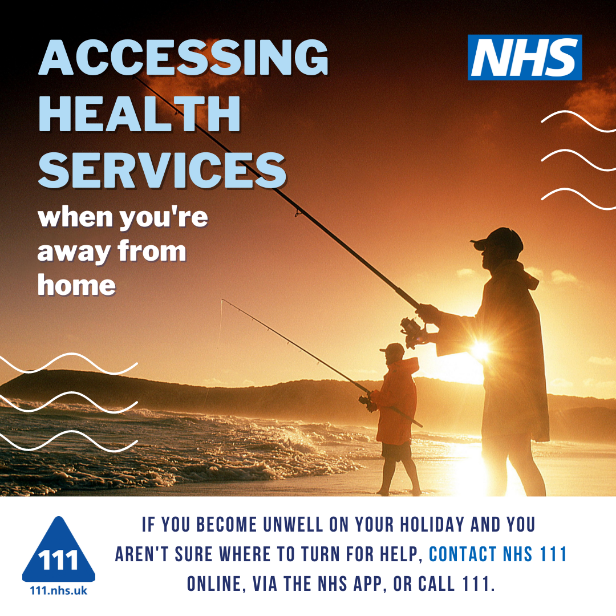 ACCESSING
HEALTH
SERVICES
when you're
away from
home
NHS
111
111.nhs.uk
IF YOU BECOME UNWELL ON YOUR HOLIDAY AND YOU
AREN'T SURE WHERE TO TURN FOR HELP, CONTACT NHS 111
ONLINE, VIA THE NHS APP, OR CALL 111.